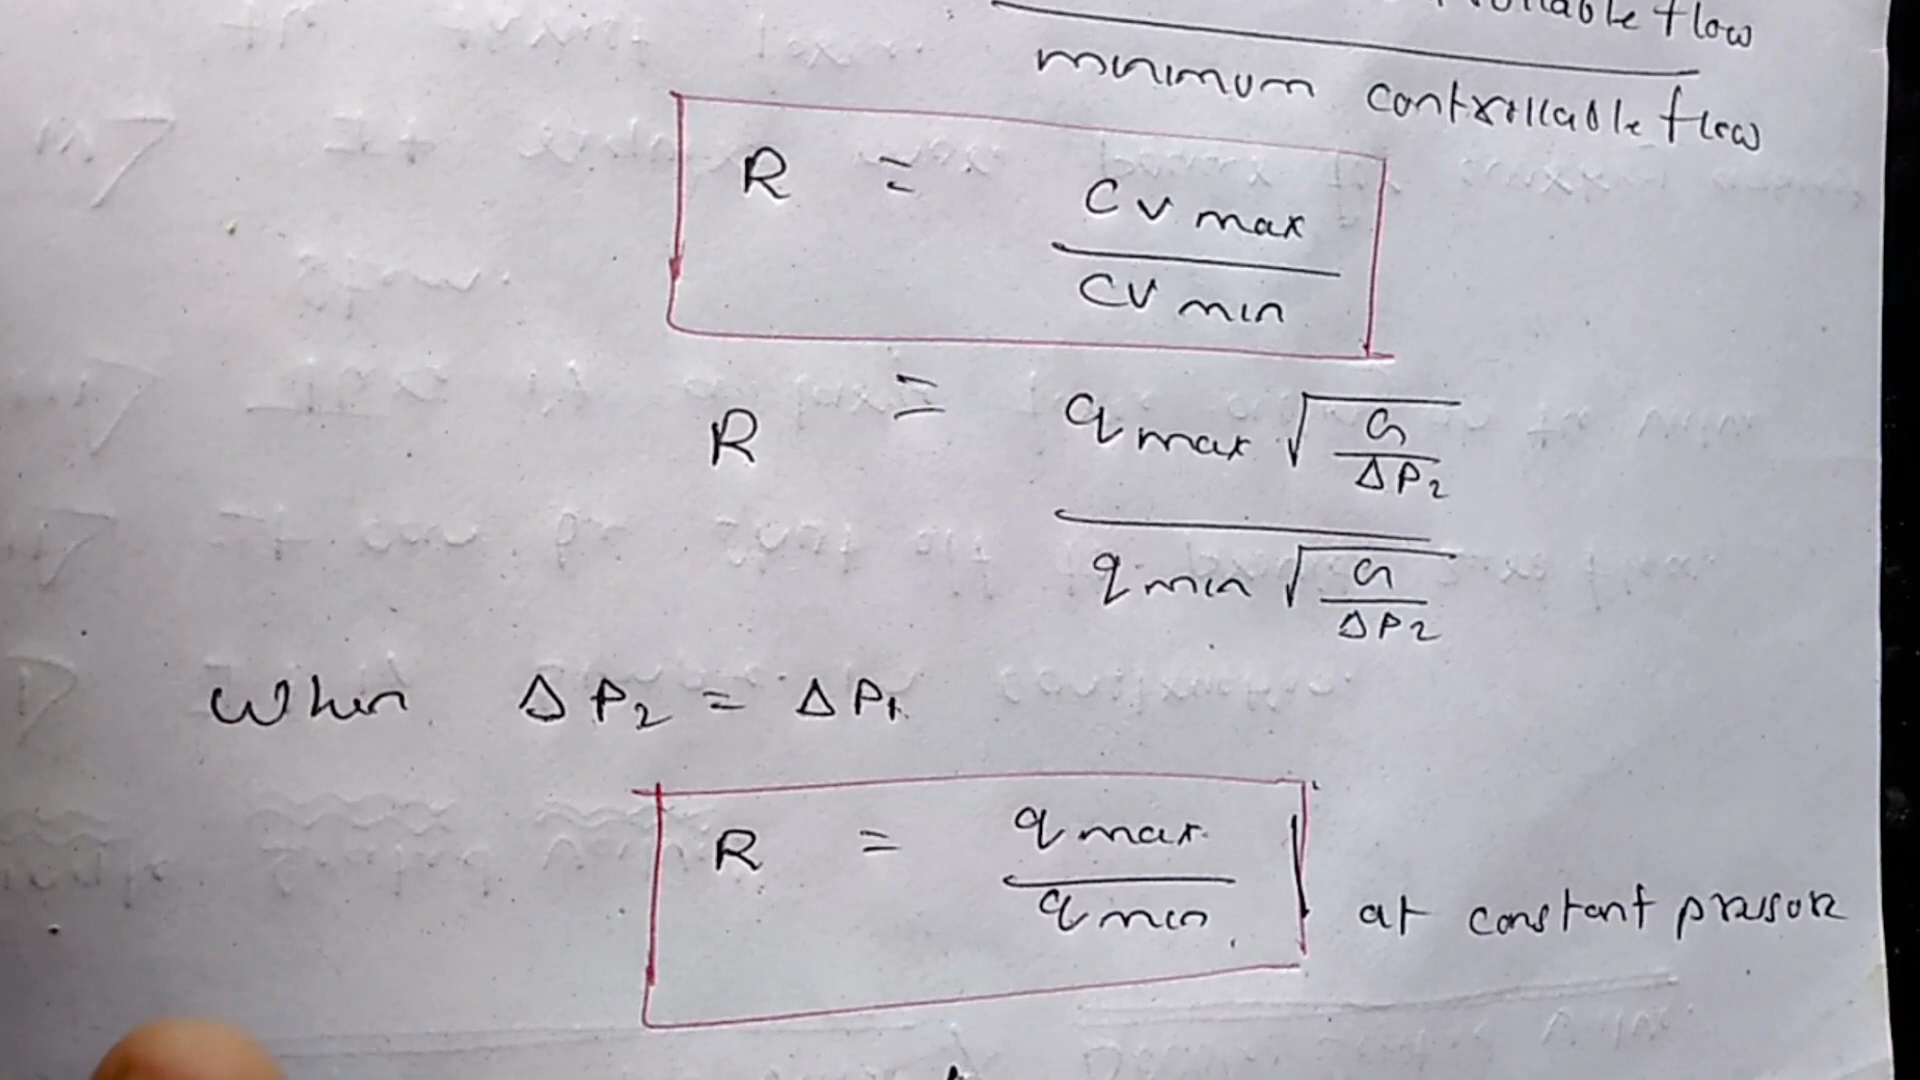 flow
minimum controllable flow
R = Cv max / Cv min
R = q max √(G / ΔP2) / q min √(G / ΔP2)
When ΔP2 = ΔP1
R = q max / q min at constant pressure